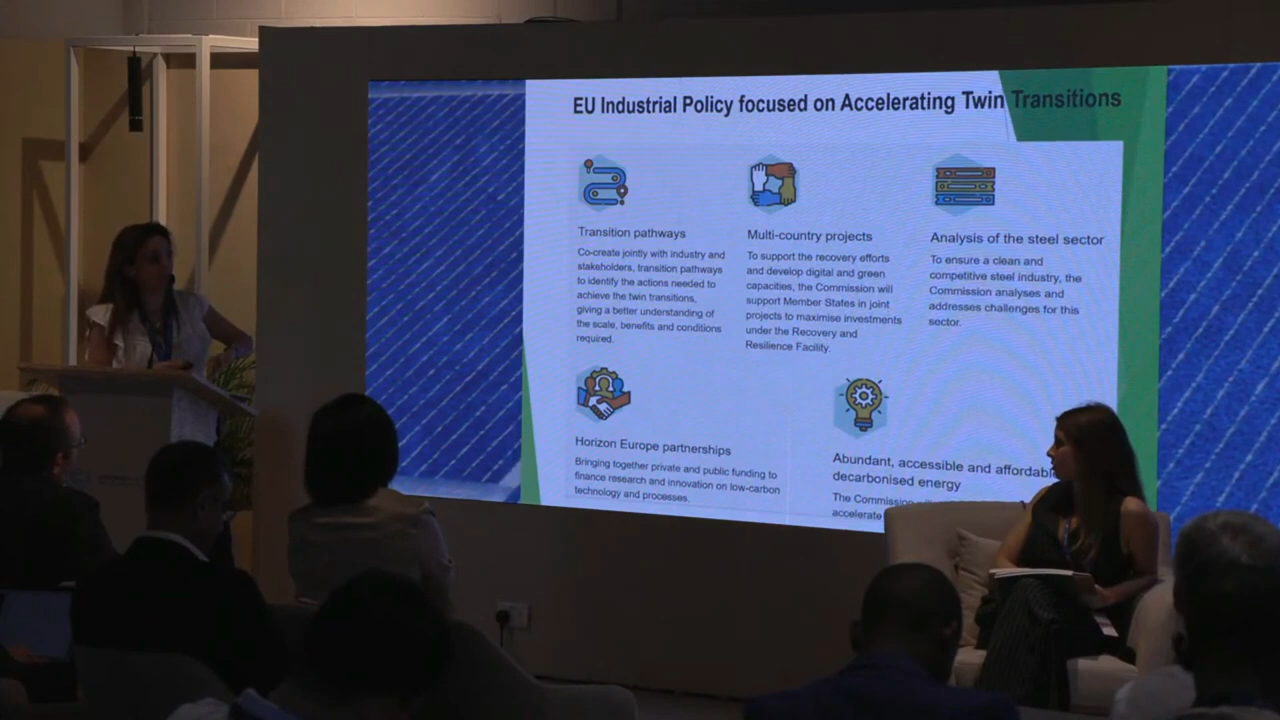 EU Industrial Policy focused on Accelerating Twin Transitions
Transition pathways
Co-create jointly with industry and
stakeholders, transition pathways
to identify the actions needed to
achieve the twin transitions,
giving a better understanding of
the scale, benefits and conditions
required.
Multi-country projects
To support the recovery efforts
and develop digital and green
capacities, the Commission will
support Member States in joint
projects to maximise investments
under the Recovery and
Resilience Facility.
Analysis of the steel sector
To ensure a clean and
competitive steel industry, the
Commission analyses and
addresses challenges for this
sector.
Horizon Europe partnerships
Bringing together private and public funding to
finance research and innovation on low-carbon
technology and processes.
Abundant, accessible and
decarbonised energy
The Commission
accelerate